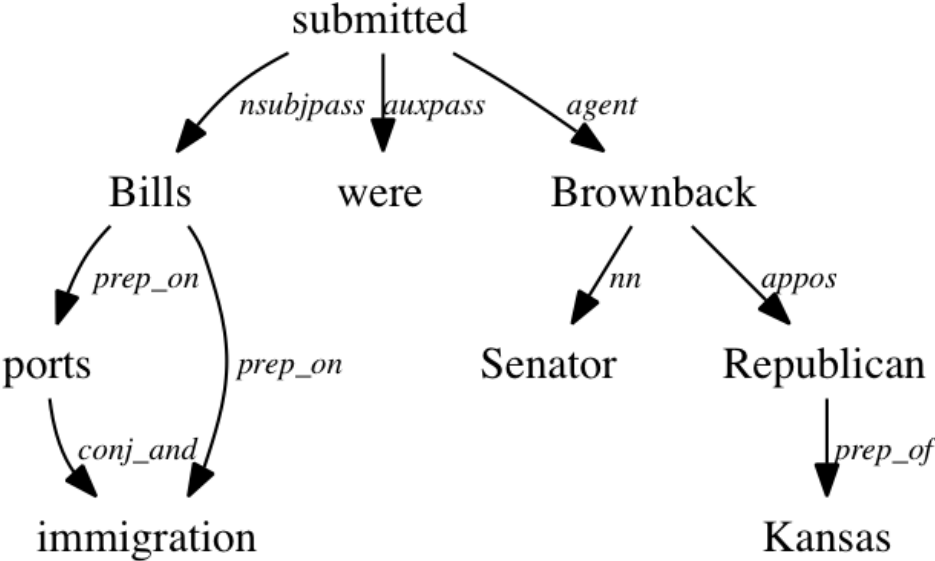 submitted
nsubjpass auxpass agent
Bills were Brownback
prep_on nn appos
ports prep_on Senator Republican
conj_and prep_of
immigration Kansas